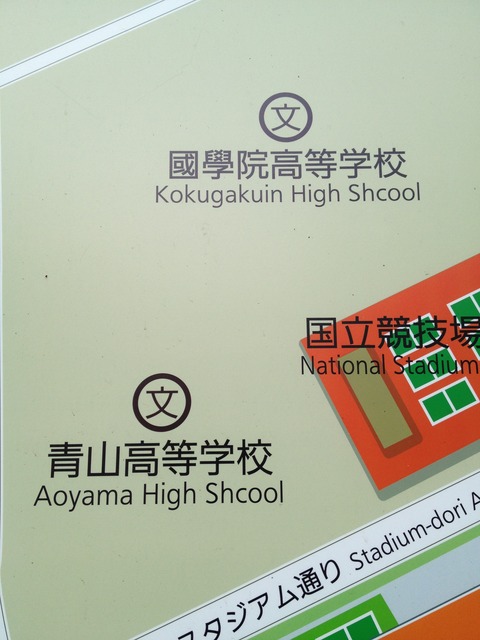 文
國學院高等学校
Kokugakuin High Shcool
国立競技場
National Stadium
文
青山高等学校
Aoyama High Shcool
スタジアム通り Stadium-dori A